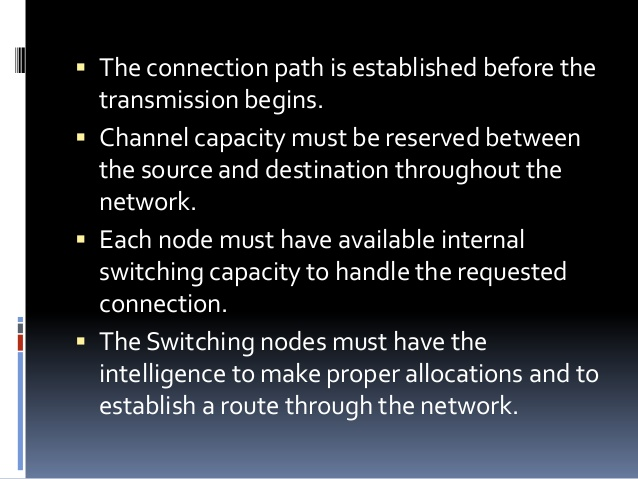 ▪ The connection path is established before the
transmission begins.
▪ Channel capacity must be reserved between
the source and destination throughout the
network.
▪ Each node must have available internal
switching capacity to handle the requested
connection.
▪ The Switching nodes must have the
intelligence to make proper allocations and to
establish a route through the network.